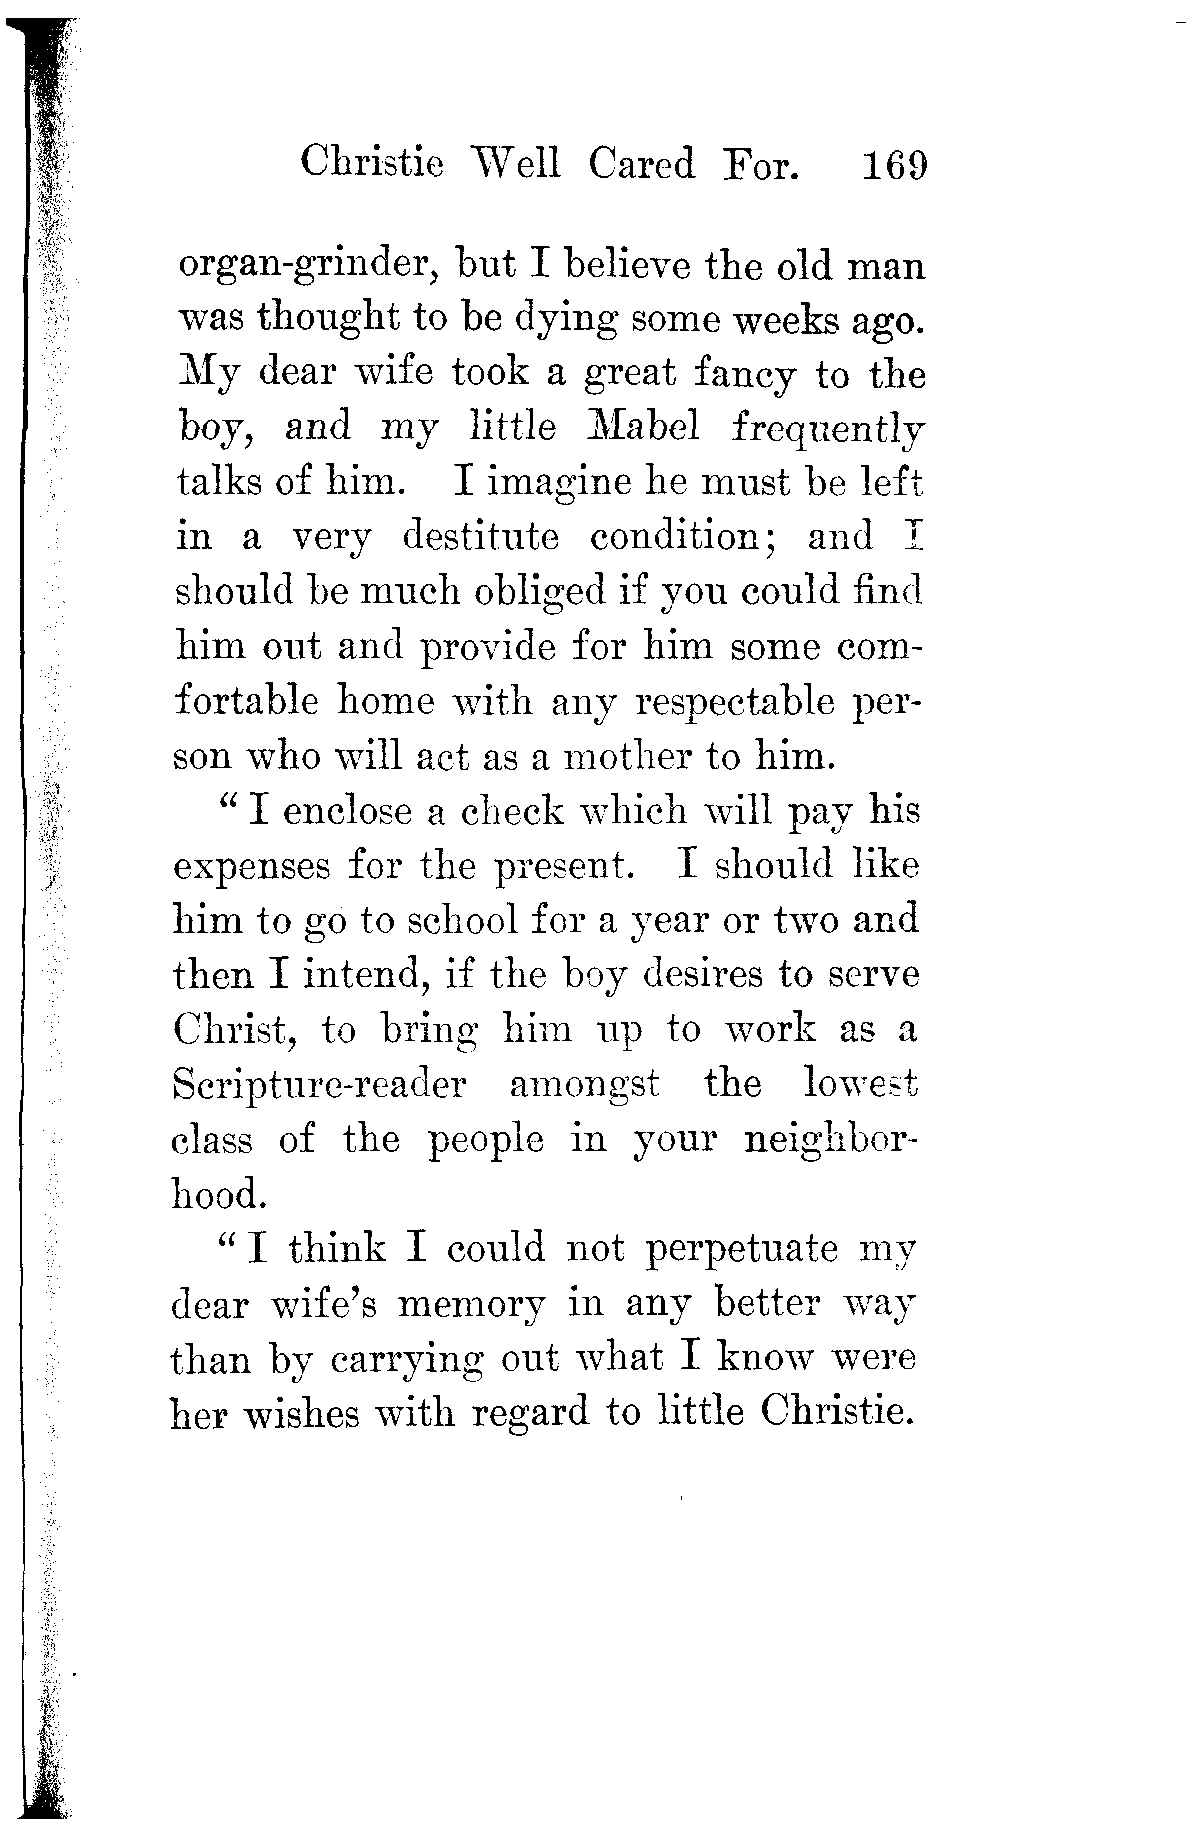 Christie Well Cared For. 169
organ-grinder, but I believe the old man
was thought to be dying some weeks ago.
My dear wife took a great fancy to the
boy, and my little Mabel frequently
talks of him. I imagine he must be left
in a very destitute condition; and I
should be much obliged if you could find
him out and provide for him some com-
fortable home with any respectable per-
son who will act as a mother to him.
“ I enclose a check which will pay his
expenses for the present. I should like
him to go to school for a year or two and
then I intend, if the boy desires to serve
Christ, to bring him up to work as a
Scripture-reader amongst the lowest
class of the people in your neighbor-
hood.
“ I think I could not perpetuate my
dear wife’s memory in any better way
than by carrying out what I know were
her wishes with regard to little Christie.